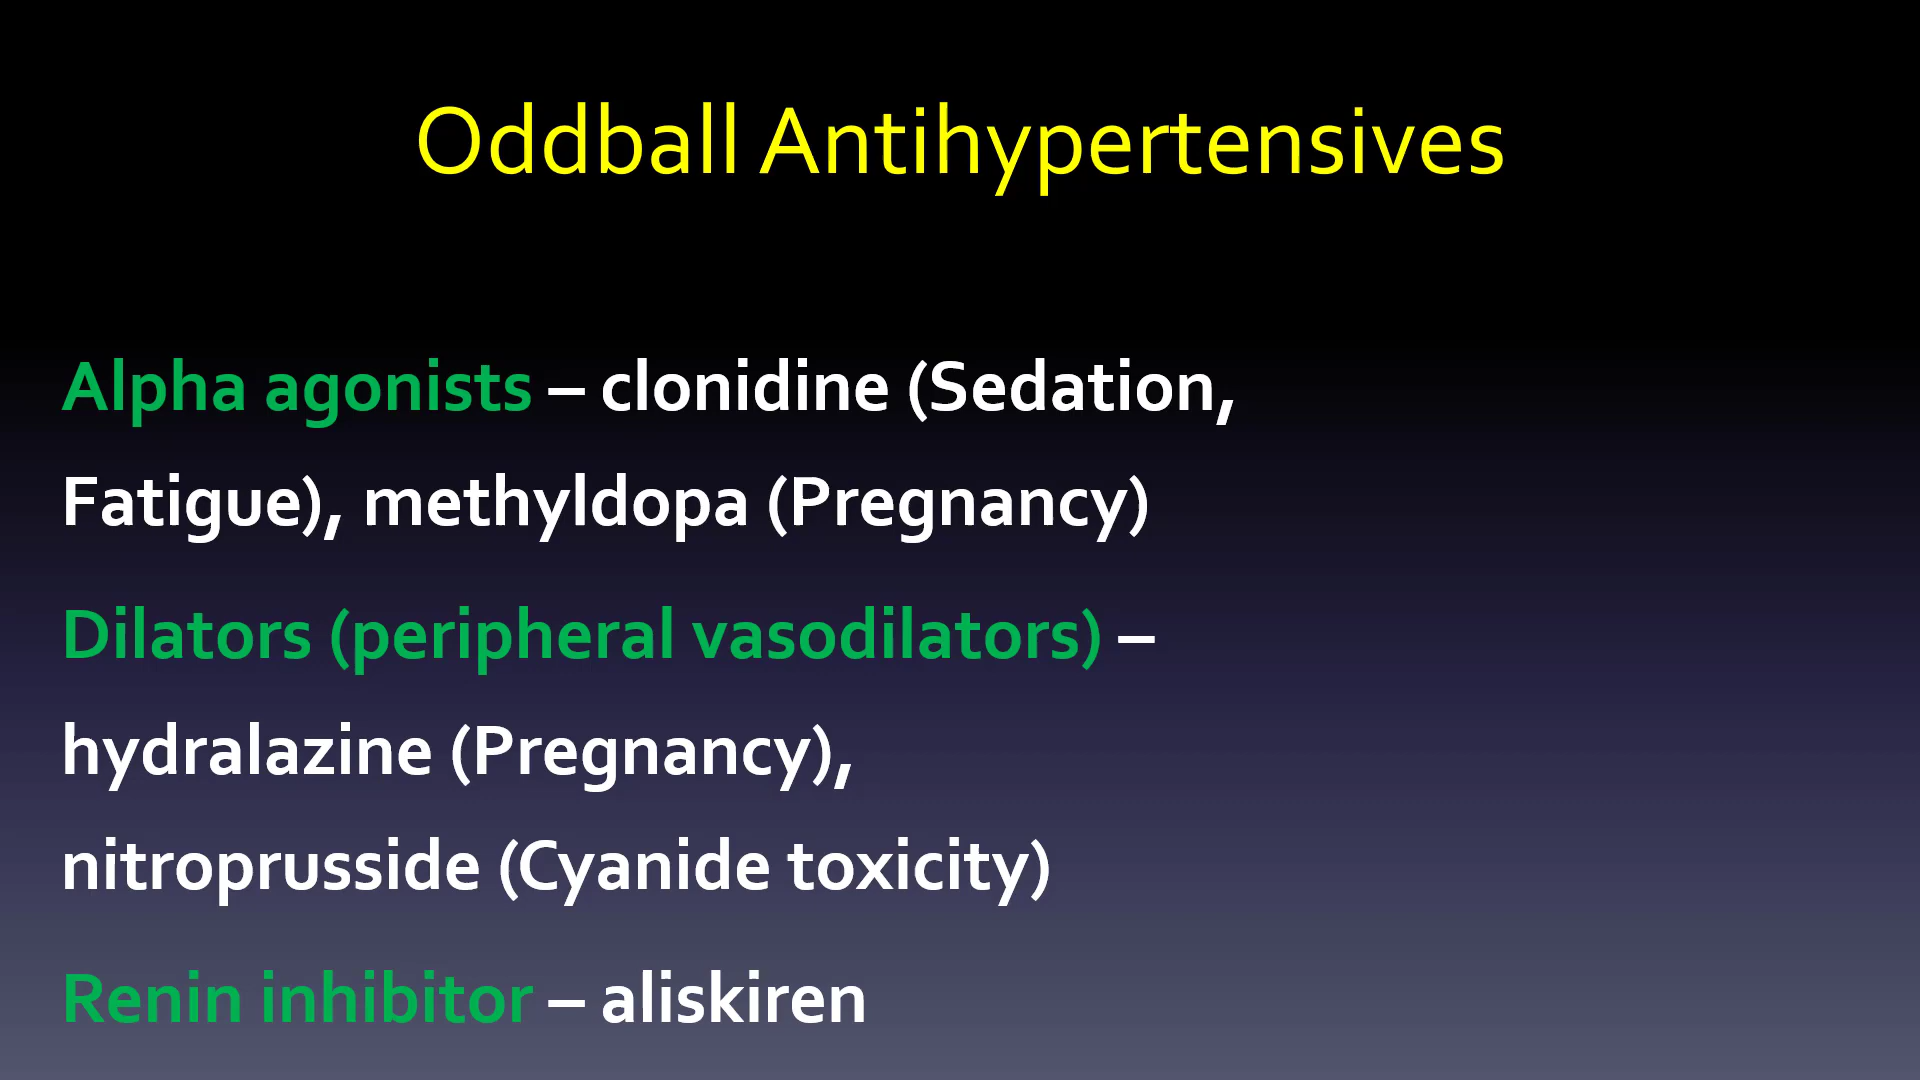 Oddball Antihypertensives
Alpha agonists – clonidine (Sedation,
Fatigue), methyldopa (Pregnancy)
Dilators (peripheral vasodilators) –
hydralazine (Pregnancy),
nitroprusside (Cyanide toxicity)
Renin inhibitor – aliskiren